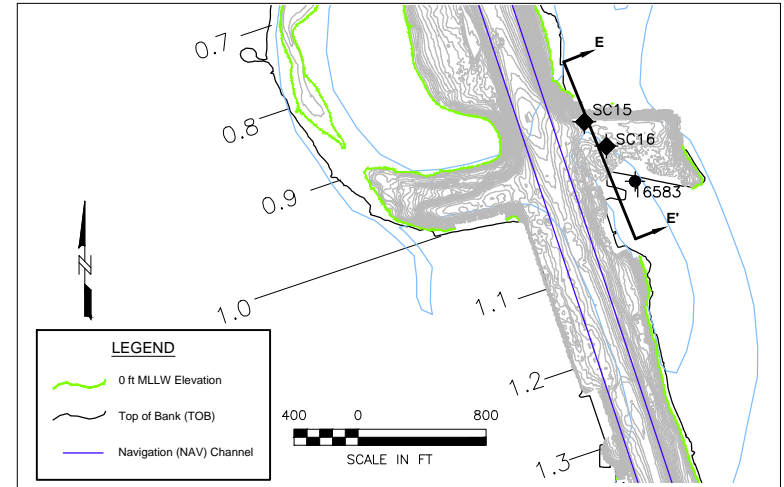 0.7
E
SC15
0.8
SC16
0.9
16583
E'
N
1.0
1.1
LEGEND
0 ft MLLW Elevation
1.2
Top of Bank (TOB)
400 0 800
Navigation (NAV) Channel
SCALE IN FT
1.3